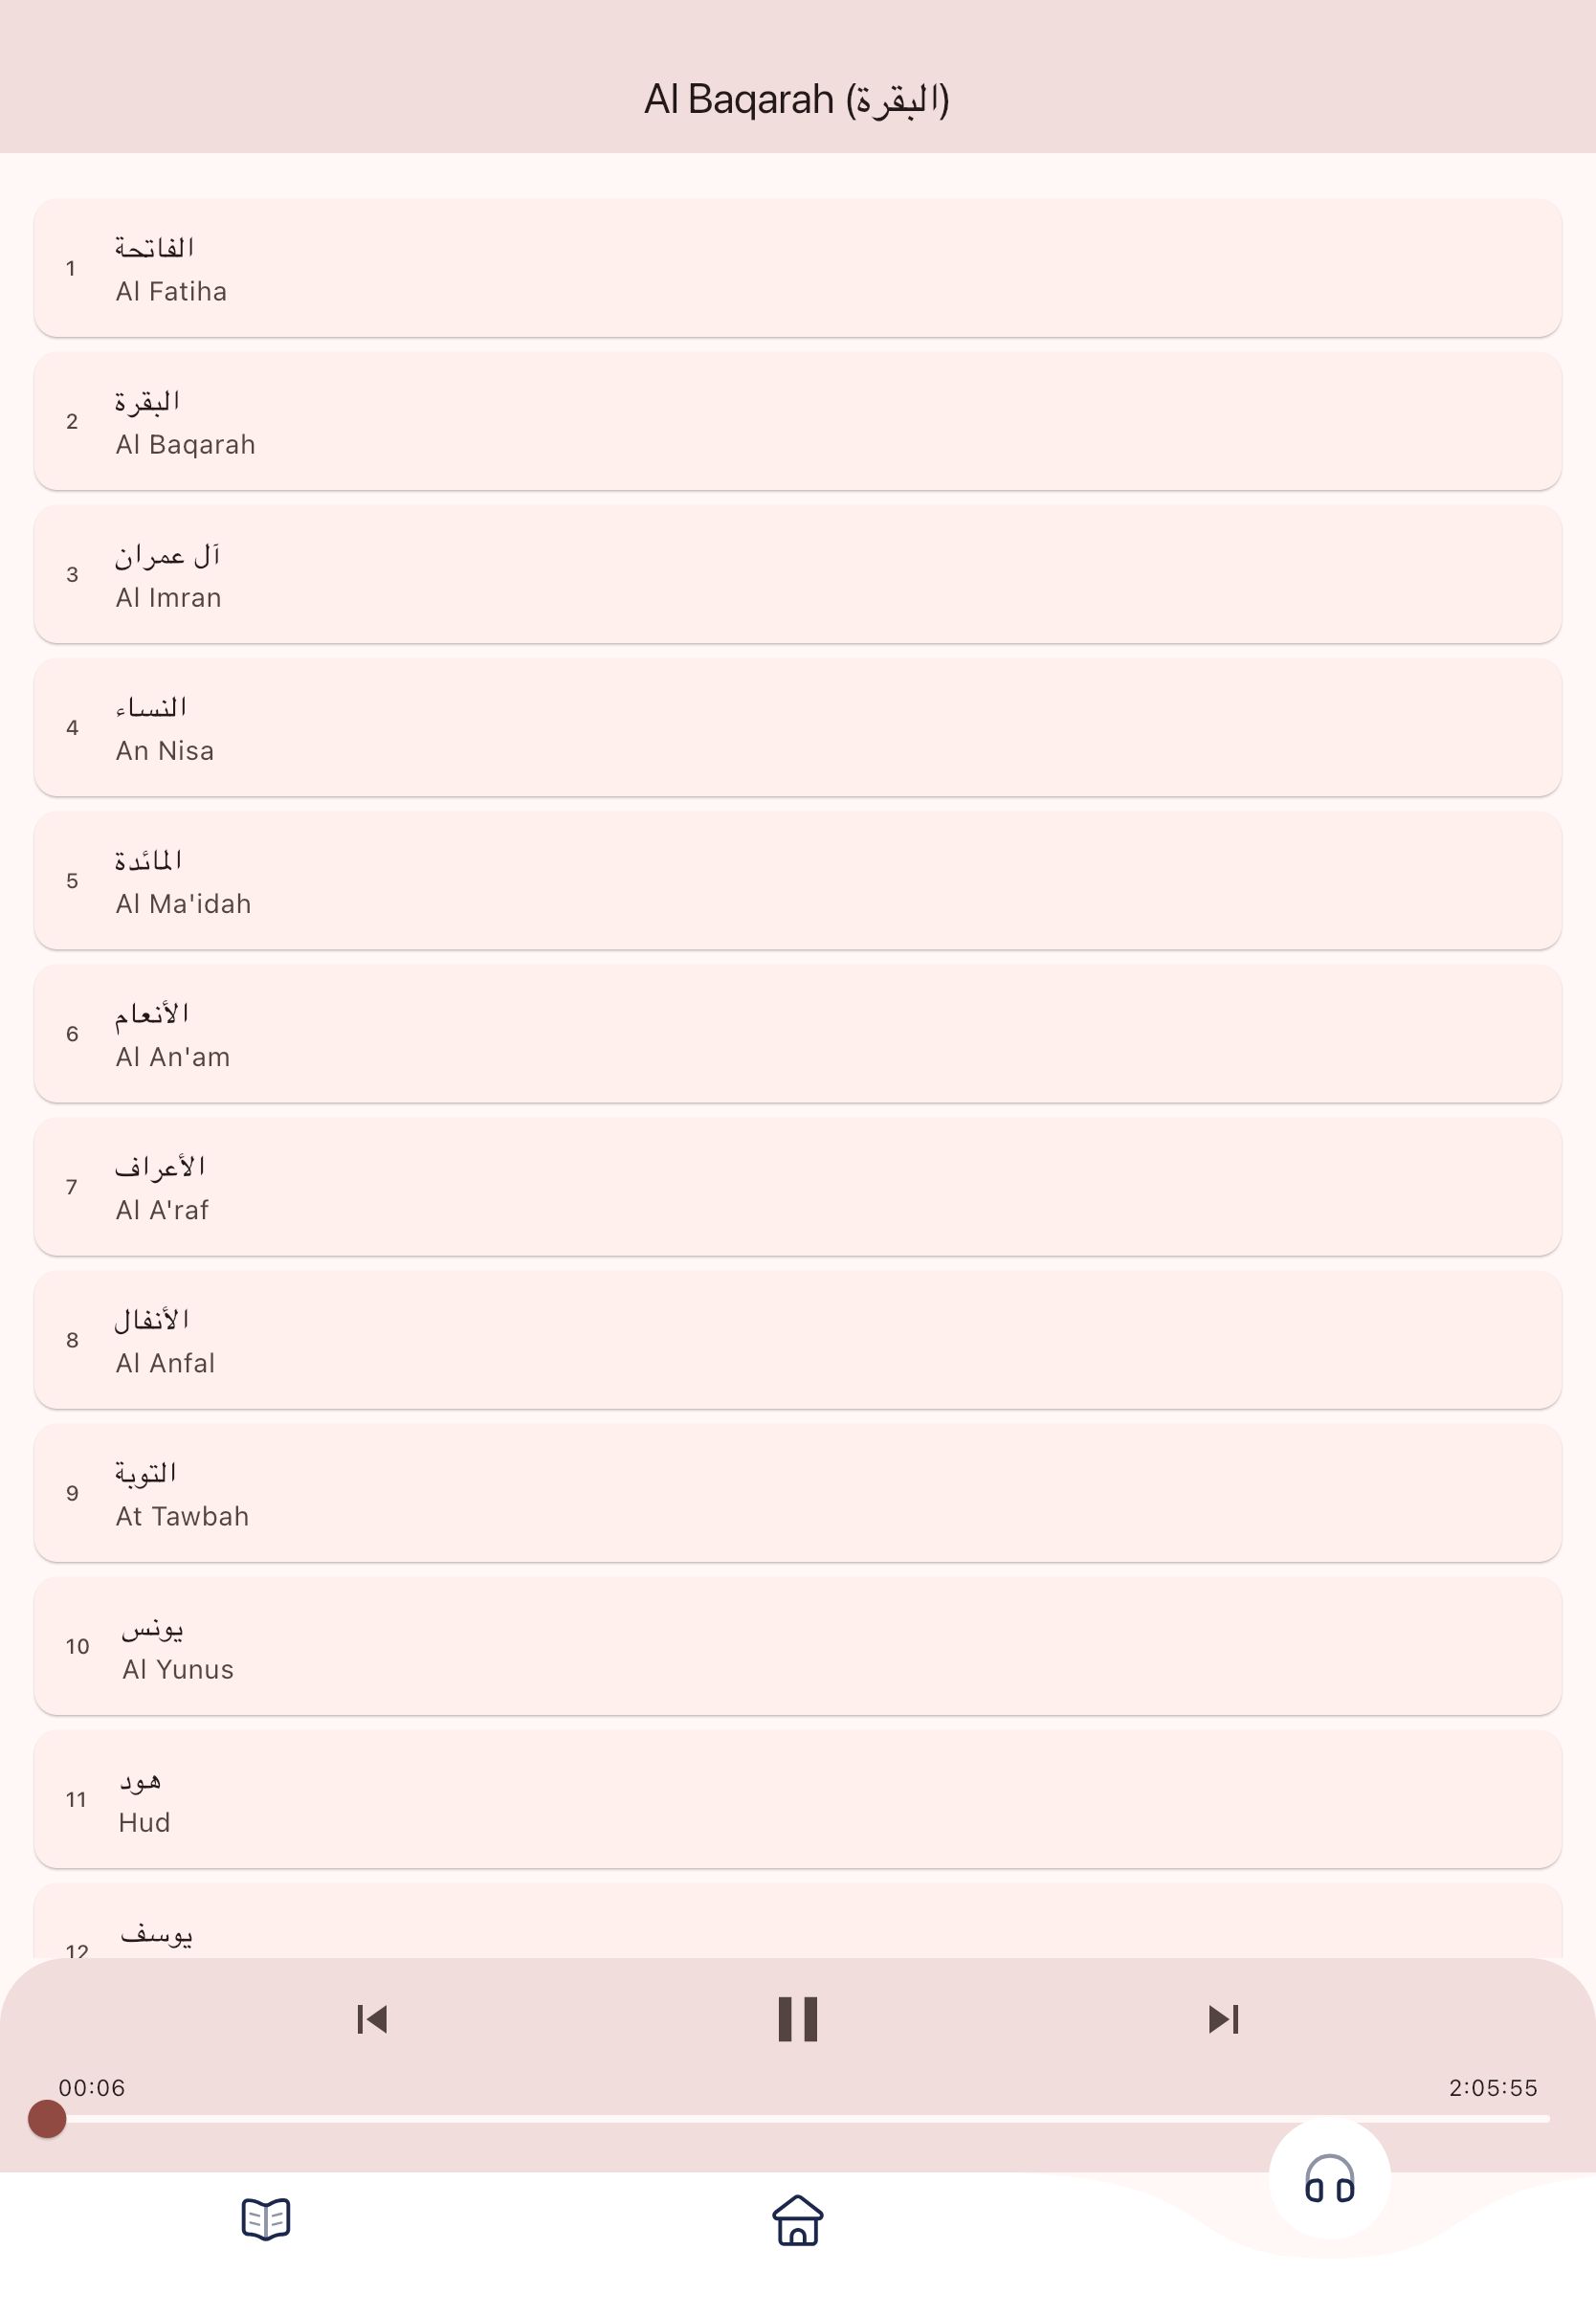 Al Baqarah (البقرة)
1
الفاتحة
Al Fatiha
2
البقرة
Al Baqarah
3
آل عمران
Al Imran
4
النساء
An Nisa
5
المائدة
Al Ma'idah
6
الأنعام
Al An'am
7
الأعراف
Al A'raf
8
الأنفال
Al Anfal
9
التوبة
At Tawbah
10
يونس
Al Yunus
11
هود
Hud
12
يوسف
00:06
2:05:55